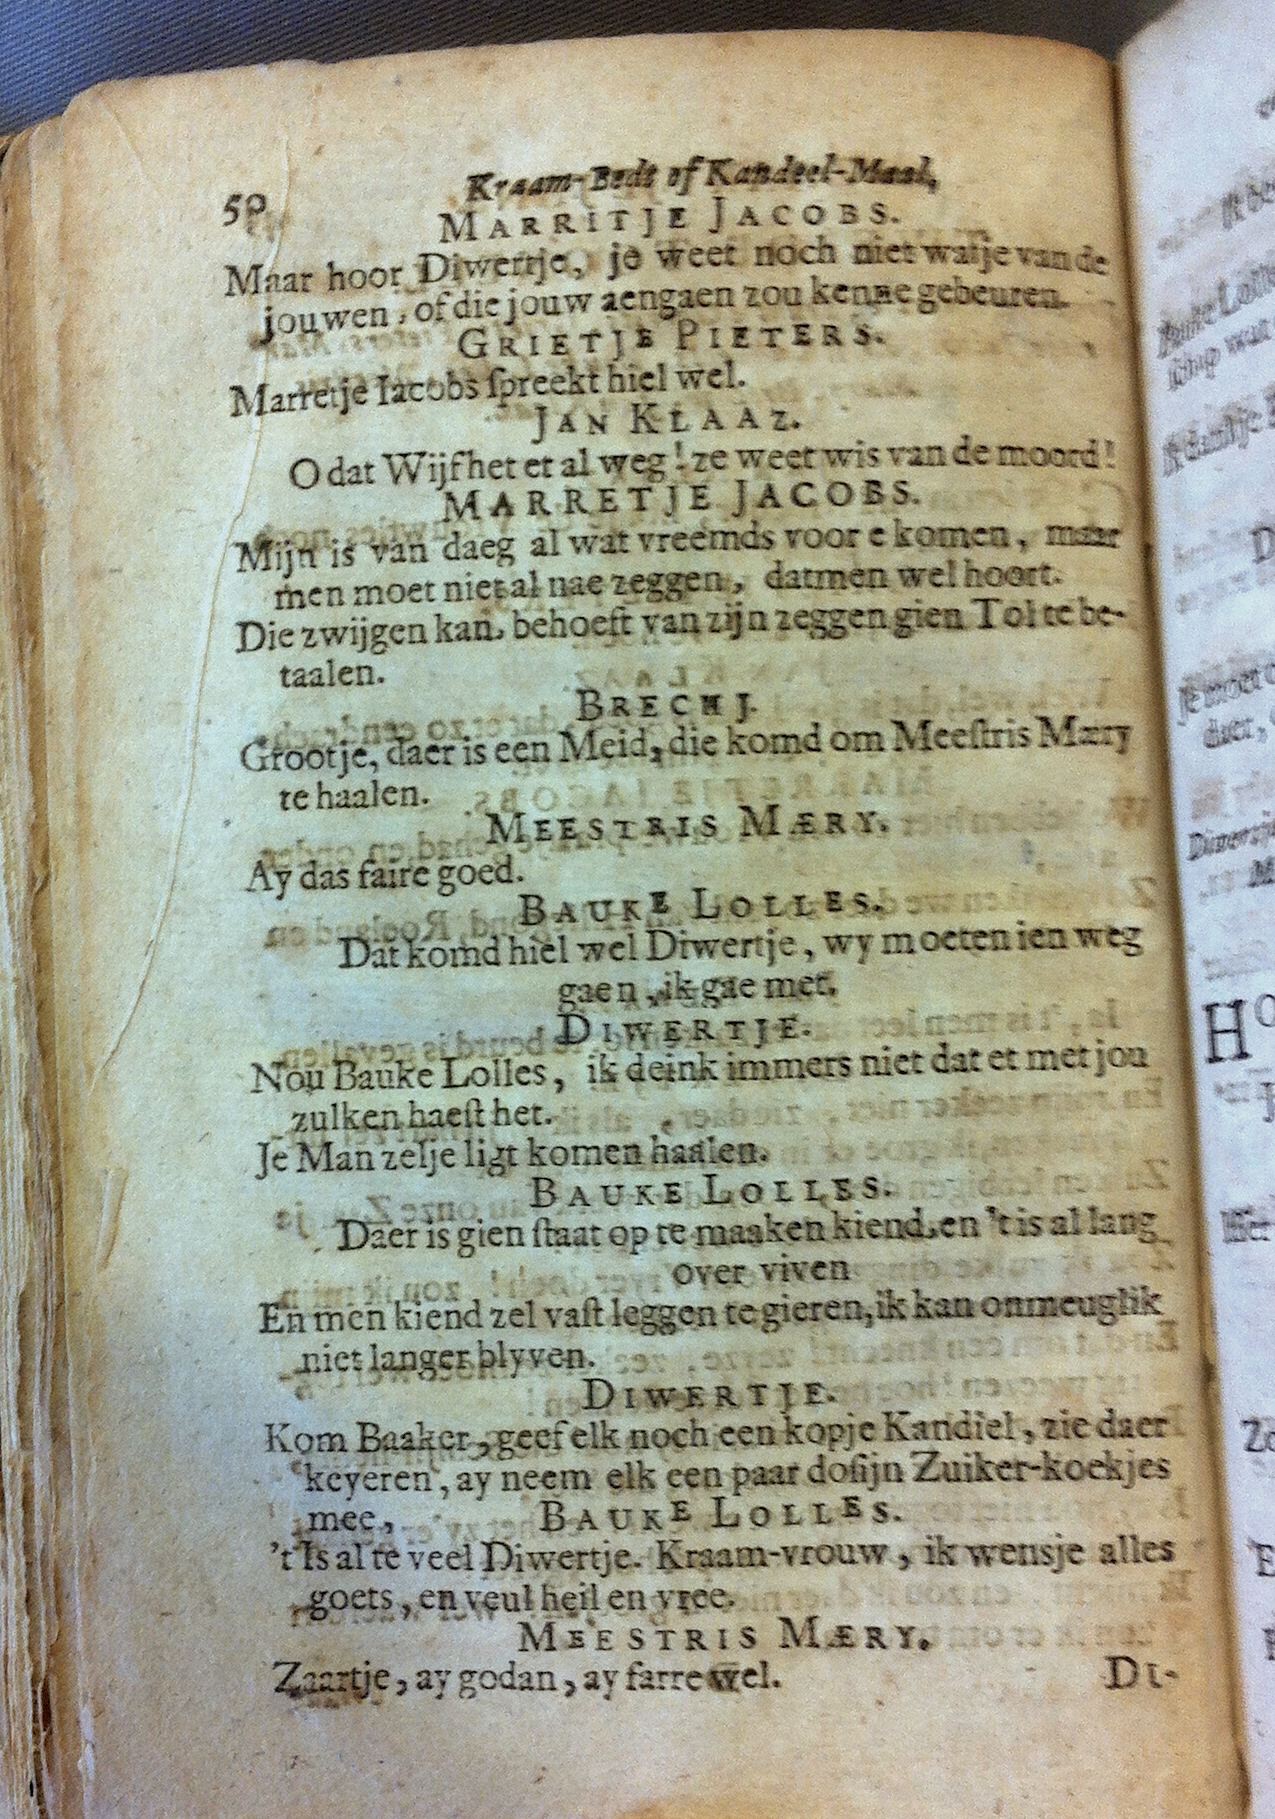 50 Kraam-Bedt of Kandeel-Maal,
MARRITJE JACOBS.
Maar hoor Diwertje, je weet noch niet watje van de
jouwen, of die jouw aengaen zou kenne gebeuren.
GRIETJE PIETERS.
Marretje Iacobs ſpreekt hiel wel.
JAN KLAAZ.
O dat Wijf het et al weg! ze weet wis van de moord!
MARRETJE JACOBS.
Mijn is van daeg al wat vreemds voor e komen, maar
men moet niet al nae zeggen, datmen wel hoort.
Die zwijgen kan, behoeft van zijn zeggen gien Tol te be-
taalen.
BRECHJ.
Grootje, daer is een Meid, die komd om Meeſtris Mæry
te haalen.
MEESTRIS MÆRY.
Ay das faire goed.
BAUKE LOLLES.
Dat komd hiel wel Diwertje, wy moeten ien weg
gaen, ik gae met.
DIWERTJE.
Nou Bauke Lolles, ik deink immers niet dat et met jou
zulken haeſt het.
Je Man zelje ligt komen haalen.
BAUKE LOLLES.
Daer is gien ſtaat op te maaken kiend, en 't is al lang
over viven
En men kiend zel vaſt leggen te gieren, ik kan onmeuglik
niet langer blyven.
DIWERTJE.
Kom Baaker, geef elk noch een kopje Kandiel, zie daer
keyeren, ay neem elk een paar doſijn Zuiker-koekjes
mee, BAUKE LOLLES.
't Is al te veel Diwertje. Kraam-vrouw, ik wensje alles
goets, en veul heil en vree.
MEESTRIS MÆRY.
Zaartje, ay godan, ay farre wel. DI-